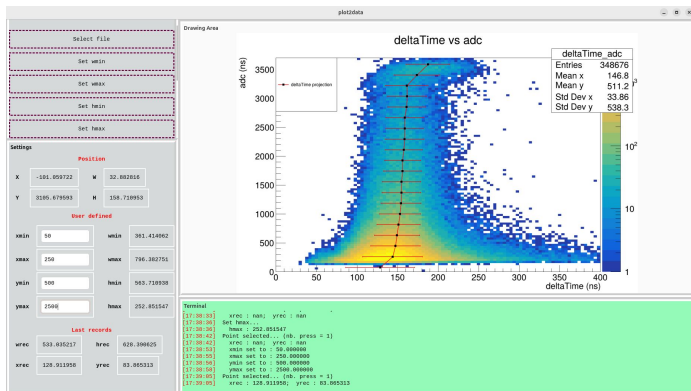 plot2data
Select file
Set wmin
Set wmax
Set hmin
Set hmax
Settings
Position
X -101.059722 W 32.882816
Y 3105.679593 H 158.710953
User defined
xmin 50 wmin 361.414062
xmax 250 wmax 796.382751
ymin 500 hmin 563.718938
ymax 2500 hmax 252.851547
Last records
wrec 533.035217 hrec 628.390625
xrec 128.911958 yrec 83.865313
Drawing Area
deltaTime vs adc
adc (ns)
deltaTime projection
deltaTime_adc
Entries 348676
Mean x 146.8
Mean y 511.2
Std Dev x 33.86
Std Dev y 538.3
3500
3000
2500
2000
1500
1000
500
0
0 50 100 150 200 250 300 350 400
deltaTime (ns)
10²
10
1
Terminal
[17:38:33] xrec : nan; yrec : nan
[17:38:36] Set hmax...
[17:38:36] hmax : 252.851547
[17:38:42] Point selected... (nb. press = 1)
[17:38:42] xrec : nan; yrec : nan
[17:38:53] xmin set to : 50.000000
[17:38:55] xmax set to : 250.000000
[17:38:56] ymin set to : 500.000000
[17:38:58] ymax set to : 2500.000000
[17:39:05] Point selected... (nb. press = 1)
[17:39:05] xrec : 128.911958; yrec : 83.865313